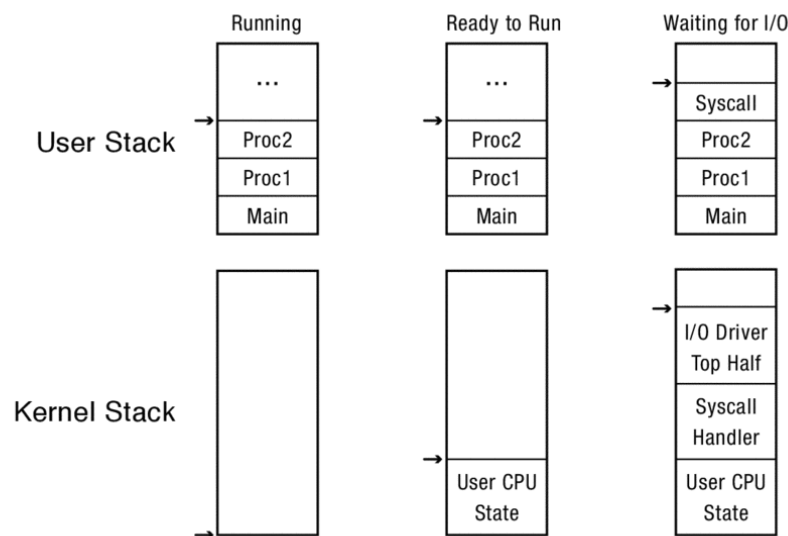 Running Ready to Run Waiting for I/O
... ...
Syscall
User Stack Proc2 Proc2 Proc2
Proc1 Proc1 Proc1
Main Main Main
I/O Driver
Top Half
Kernel Stack Syscall
Handler
User CPU User CPU
State State